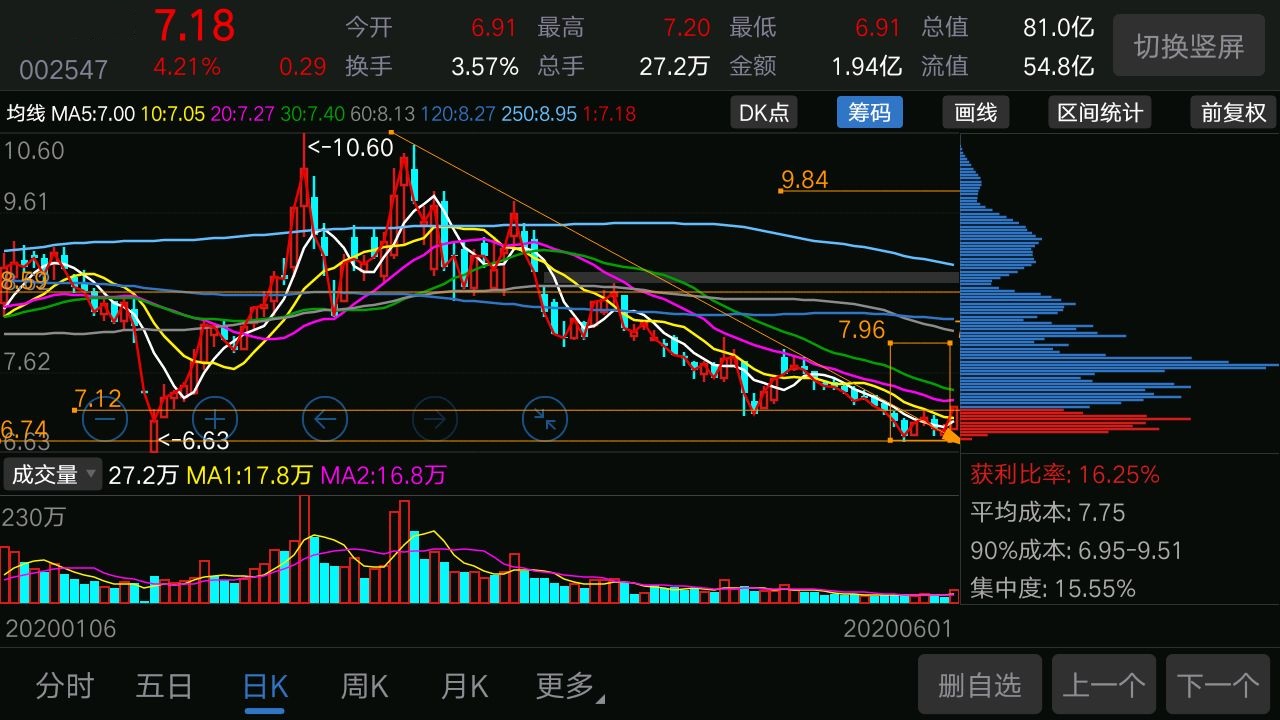 7.18 今开 6.91 最高 7.20 最低 6.91 总值 81.0亿 切换竖屏
002547 4.21% 0.29 换手 3.57% 总手 27.2万 金额 1.94亿 流值 54.8亿
均线 MA5:7.00 10:7.05 20:7.27 30:7.40 60:8.13 120:8.27 250:8.95 1:7.18 DK点 筹码 画线 区间统计 前复权
10.60 <-10.60
9.84
9.61
8.59
7.96
7.62
7.12
6.74
6.63 <-6.63
成交量 27.2万 MA1:17.8万 MA2:16.8万 获利比率: 16.25%
230万 平均成本: 7.75
90%成本: 6.95-9.51
集中度: 15.55%
20200106 20200601
分时 五日 日K 周K 月K 更多 删自选 上一个 下一个